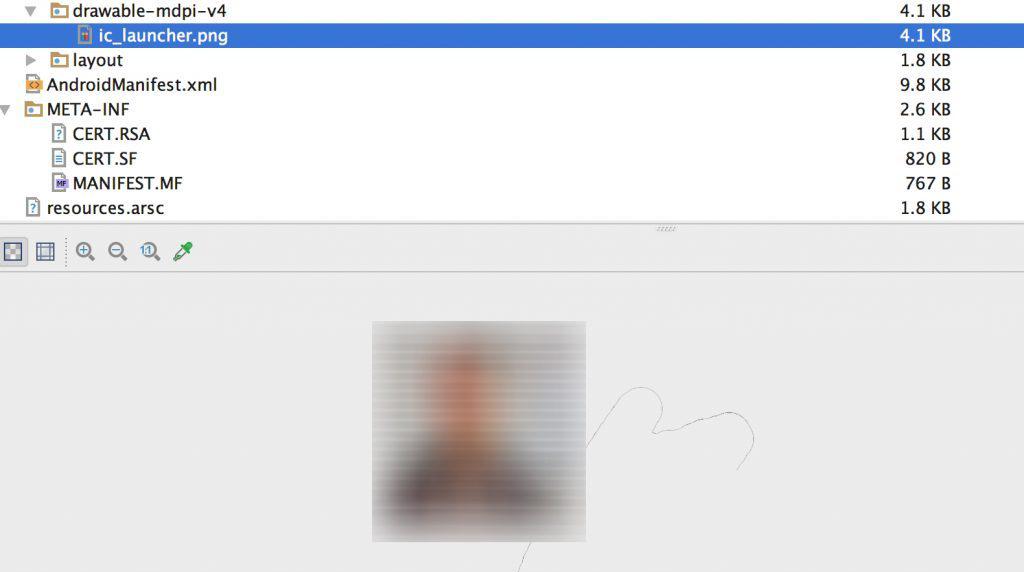 drawable-mdpi-v4 4.1 KB
ic_launcher.png 4.1 KB
layout 1.8 KB
AndroidManifest.xml 9.8 KB
META-INF 2.6 KB
CERT.RSA 1.1 KB
CERT.SF 820 B
MANIFEST.MF 767 B
resources.arsc 1.8 KB